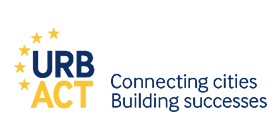 URB
ACT
Connecting cities
Building successes